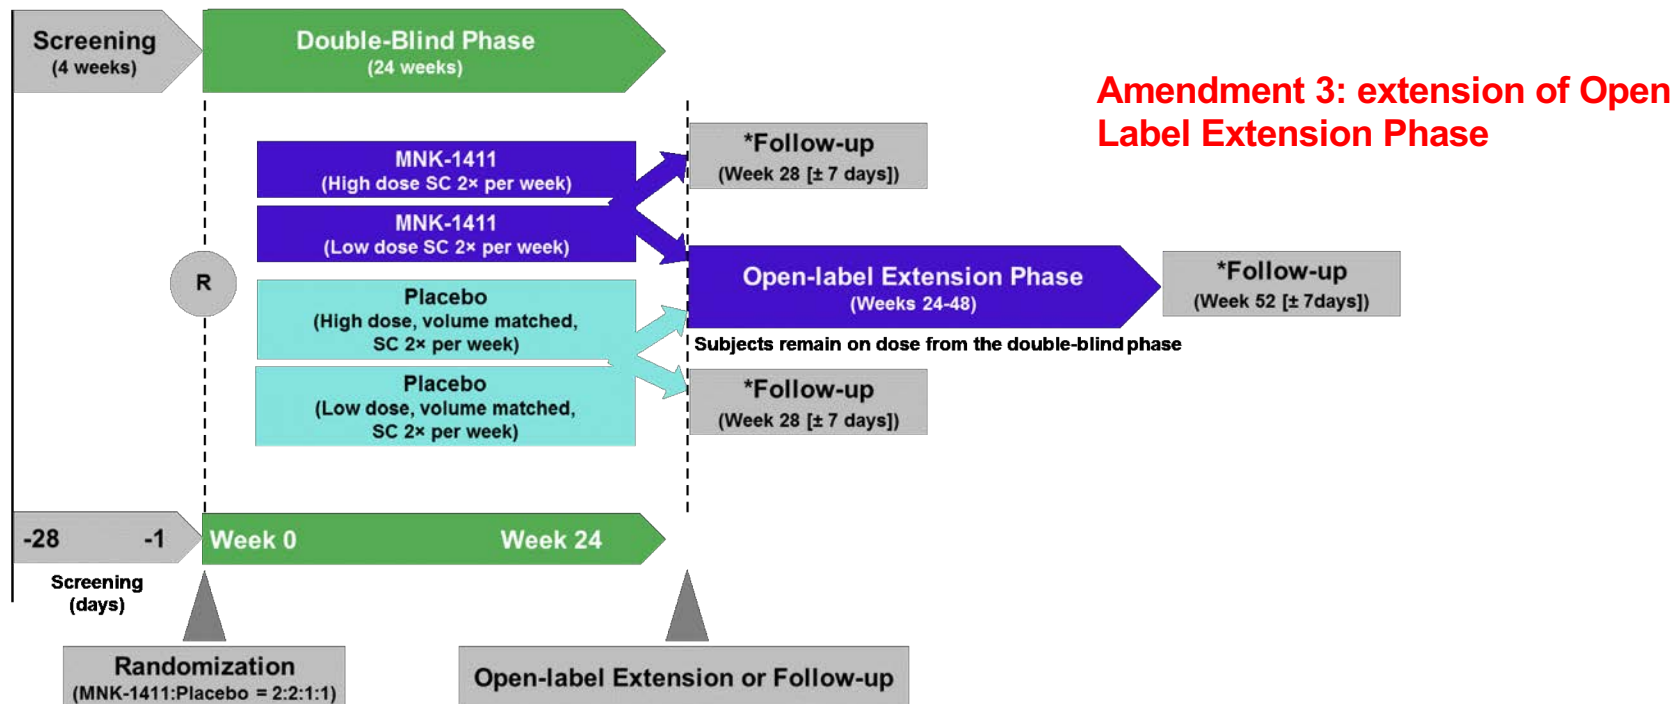 Screening
(4 weeks)
Double-Blind Phase
(24 weeks)
Amendment 3: extension of Open
Label Extension Phase
MNK-1411
(High dose SC 2× per week)
MNK-1411
(Low dose SC 2× per week)
*Follow-up
(Week 28 [± 7 days])
R
Placebo
(High dose, volume matched,
SC 2× per week)
Placebo
(Low dose, volume matched,
SC 2× per week)
Open-label Extension Phase
(Weeks 24-48)
Subjects remain on dose from the double-blind phase
*Follow-up
(Week 52 [± 7days])
*Follow-up
(Week 28 [± 7 days])
-28 -1
Week 0 Week 24
Screening
(days)
Randomization
(MNK-1411:Placebo = 2:2:1:1)
Open-label Extension or Follow-up